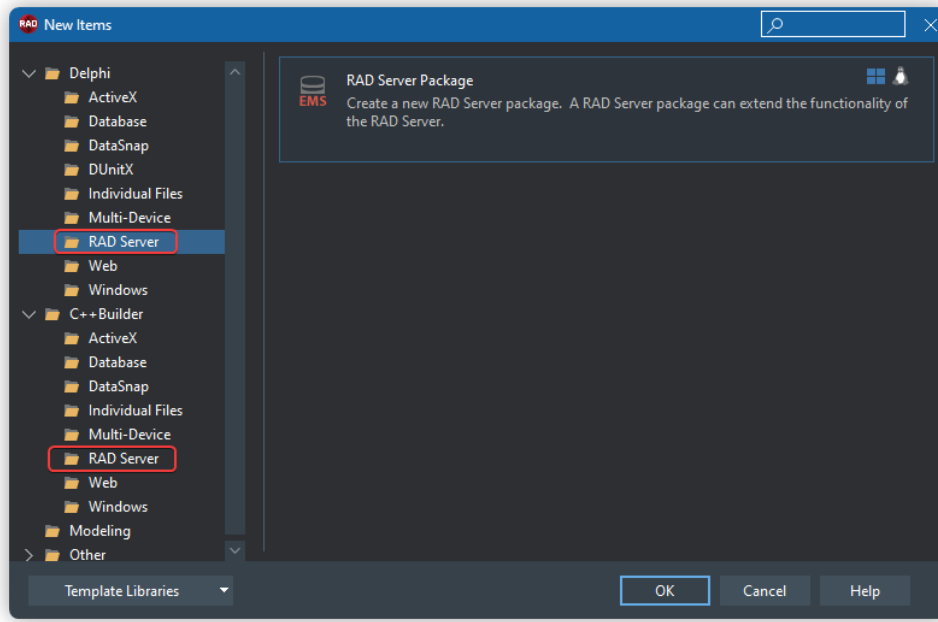 RAD New Items
Delphi
ActiveX
Database
DataSnap
DUnitX
Individual Files
Multi-Device
RAD Server
Web
Windows
C++Builder
ActiveX
Database
DataSnap
Individual Files
Multi-Device
RAD Server
Web
Windows
Modeling
Other
EMS
RAD Server Package
Create a new RAD Server package.  A RAD Server package can extend the functionality of
the RAD Server.
Template Libraries
OK
Cancel
Help